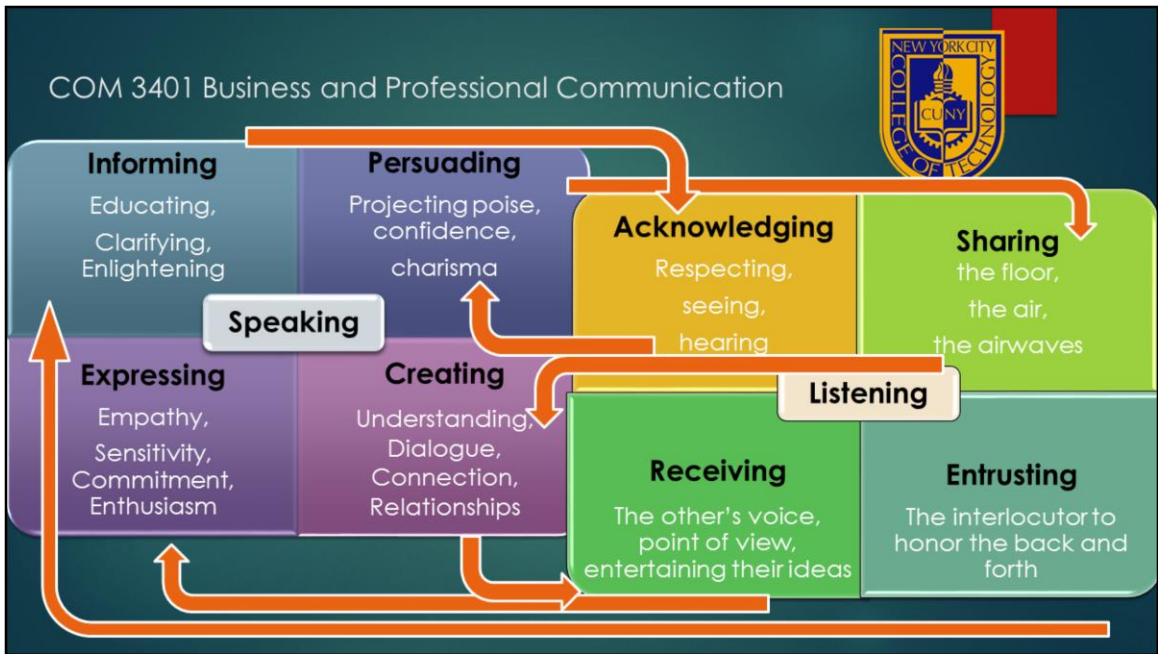 COM 3401 Business and Professional Communication
NEW YORK CITY
COLLEGE OF TECHNOLOGY
CUNY
Informing
Educating,
Clarifying,
Enlightening
Persuading
Projecting poise,
confidence,
charisma
Speaking
Expressing
Empathy,
Sensitivity,
Commitment,
Enthusiasm
Creating
Understanding,
Dialogue,
Connection,
Relationships
Acknowledging
Respecting,
seeing,
hearing
Sharing
the floor,
the air,
the airwaves
Listening
Receiving
The other's voice,
point of view,
entertaining their ideas
Entrusting
The interlocutor to
honor the back and
forth